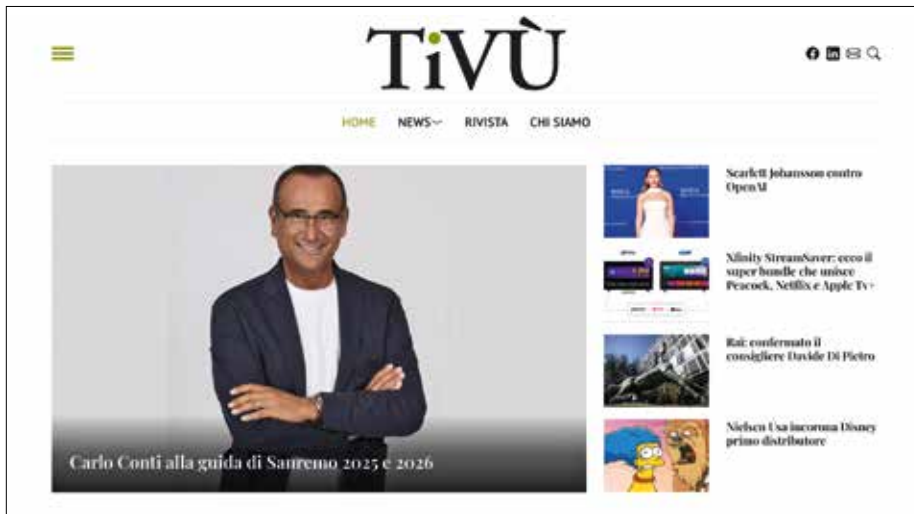 TiVÙ
HOME NEWS RIVISTA CHI SIAMO
Carlo Conti alla guida di Sanremo 2025 e 2026
Scarlett Johansson contro
OpenAI
Xfinity StreamSaver: ecco il
super bundle che unisce
Peacock, Netflix e Apple Tv+
Rai: confermato il
consigliere Davide Di Pietro
Nielsen Usa incorona Disney
primo distributore